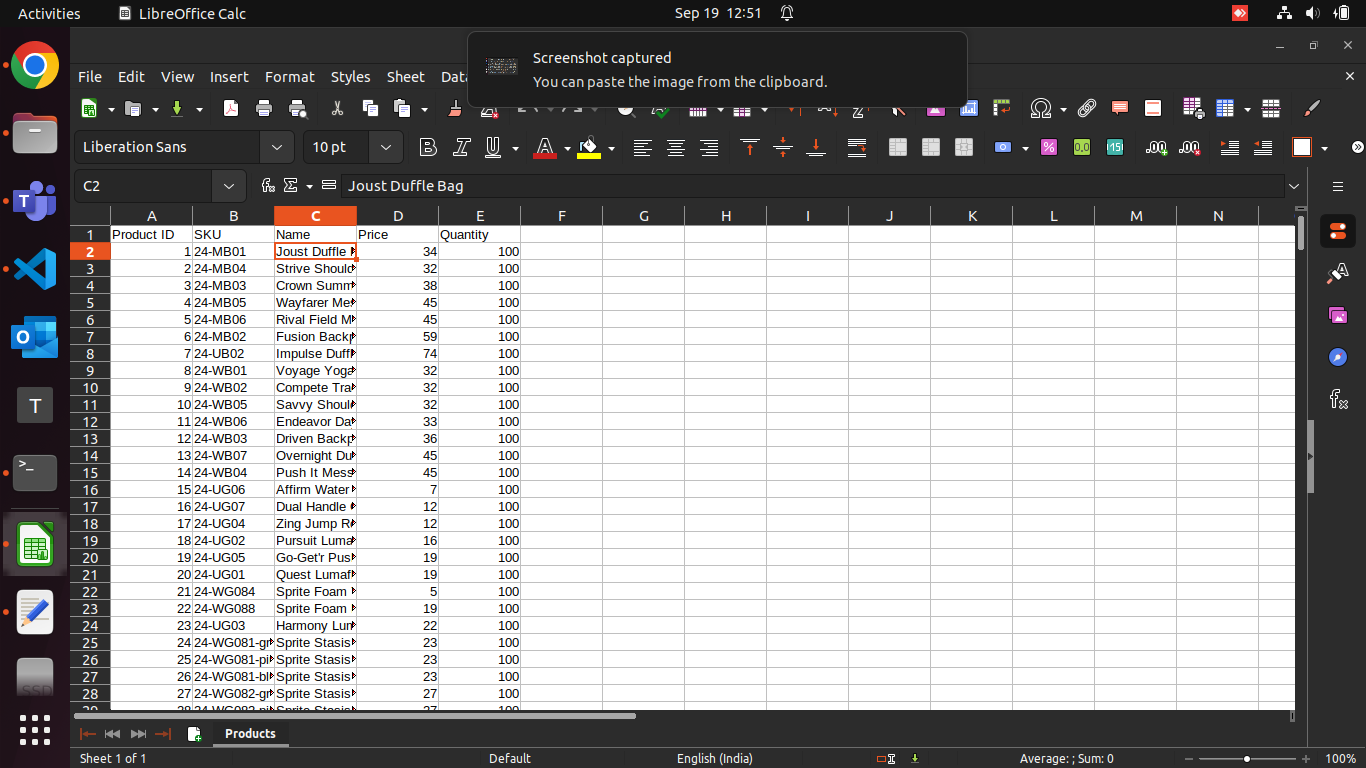 Activities LibreOffice Calc Sep 19 12:51
Screenshot captured
You can paste the image from the clipboard.
File Edit View Insert Format Styles Sheet
Liberation Sans 10 pt
C2 Joust Duffle Bag
A B C D E F G H I J K L M N
1 Product ID SKU Name Price Quantity
2 1 24-MB01 Joust Duffle 34 100
3 2 24-MB04 Strive Should 32 100
4 3 24-MB03 Crown Summ 38 100
5 4 24-MB05 Wayfarer Me 45 100
6 5 24-MB06 Rival Field M 45 100
7 6 24-MB02 Fusion Backp 59 100
8 7 24-UB02 Impulse Duffl 74 100
9 8 24-WB01 Voyage Yoga 32 100
10 9 24-WB02 Compete Tra 32 100
11 10 24-WB05 Savvy Should 32 100
12 11 24-WB06 Endeavor Da 33 100
13 12 24-WB03 Driven Backp 36 100
14 13 24-WB07 Overnight Du 45 100
15 14 24-WB04 Push It Mess 45 100
16 15 24-UG06 Affirm Water 7 100
17 16 24-UG07 Dual Handle 12 100
18 17 24-UG04 Zing Jump R 12 100
19 18 24-UG02 Pursuit Luma 16 100
20 19 24-UG05 Go-Get'r Pus 19 100
21 20 24-UG01 Quest Lumaf 19 100
22 21 24-WG084 Sprite Foam 5 100
23 22 24-WG088 Sprite Foam 19 100
24 23 24-UG03 Harmony Lum 22 100
25 24 24-WG081-gr Sprite Stasis 23 100
26 25 24-WG081-pi Sprite Stasis 23 100
27 26 24-WG081-bl Sprite Stasis 23 100
28 27 24-WG082-gr Sprite Stasis 27 100
Products
Sheet 1 of 1 Default English (India) Average: ; Sum: 0 100%